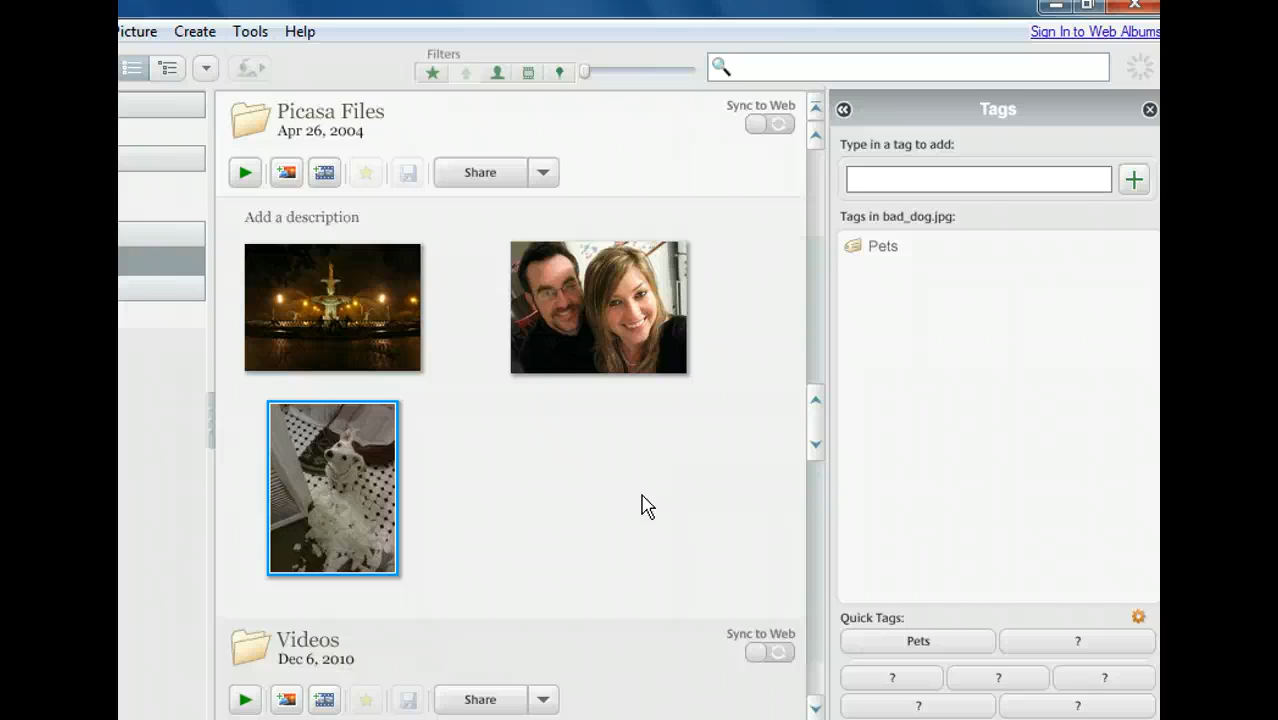 Picture Create Tools Help
Sign In to Web Albums
Filters
Picasa Files
Apr 26, 2004
Sync to Web
Share
Add a description
Videos
Dec 6, 2010
Sync to Web
Share
Tags
Type in a tag to add:
Tags in bad_dog.jpg:
Pets
Quick Tags:
Pets ?
? ? ?
? ?